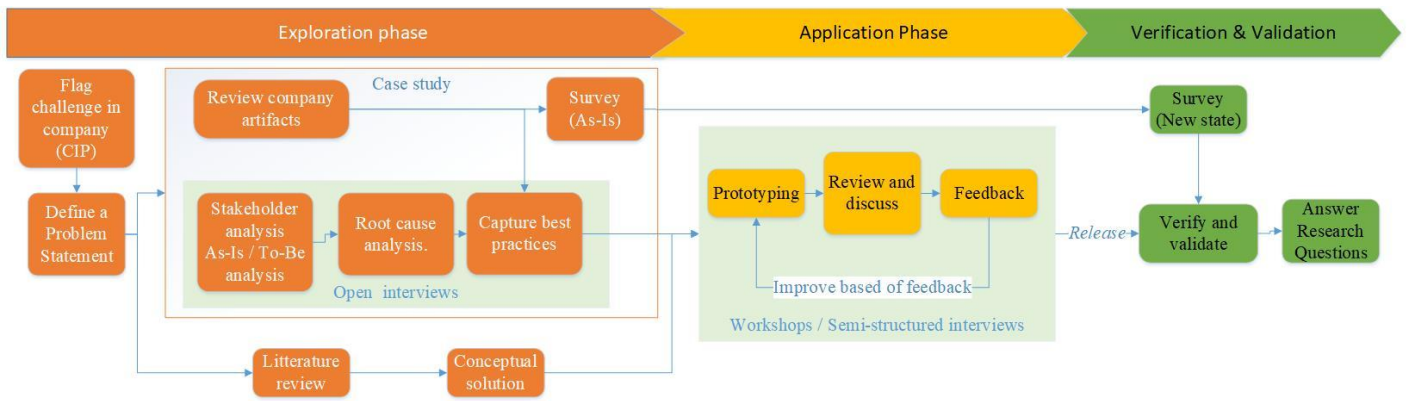 Exploration phase
Application Phase
Verification & Validation
Flag
challenge in
company
(CIP)
Define a
Problem
Statement
Case study
Review company
artifacts
Survey
(As-Is)
Stakeholder
analysis
As-Is / To-Be
analysis
Root cause
analysis.
Capture best
practices
Open interviews
Litterature
review
Conceptual
solution
Prototyping
Review and
discuss
Feedback
Improve based of feedback
Workshops / Semi-structured interviews
Release
Survey
(New state)
Verify and
validate
Answer
Research
Questions